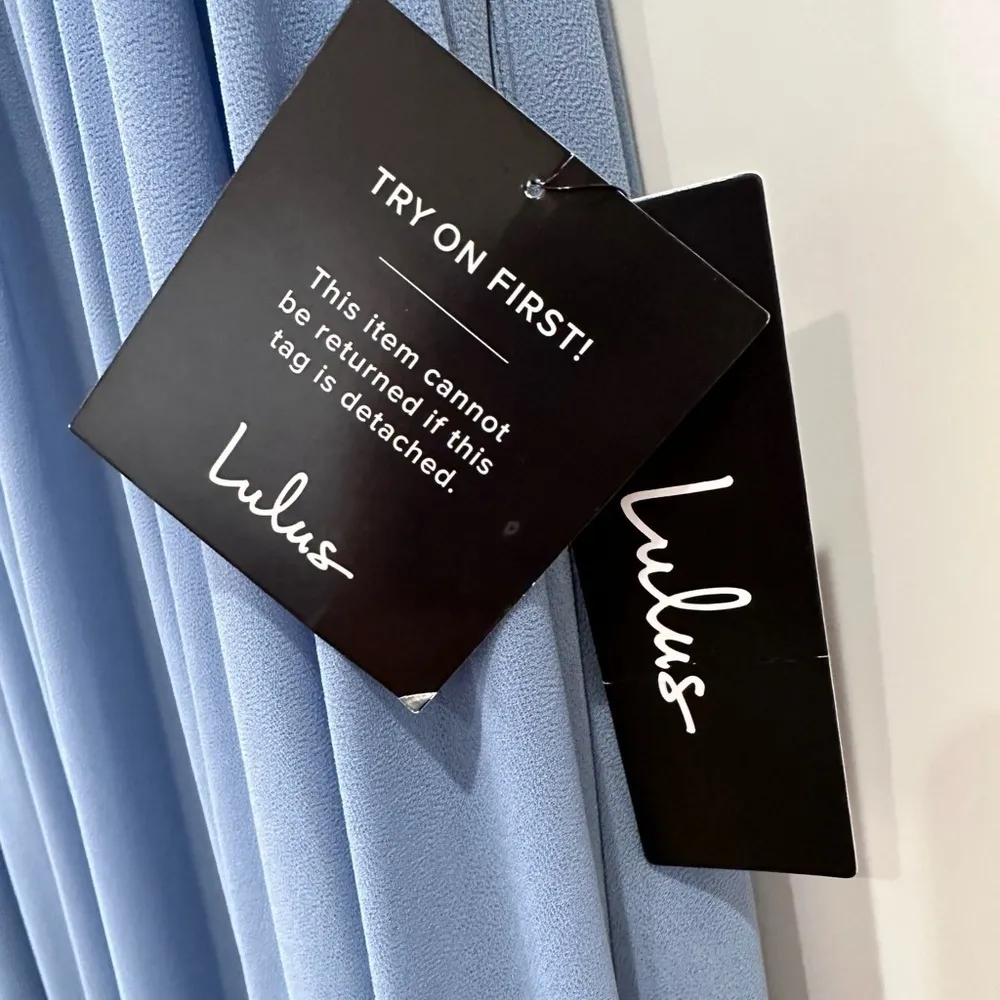 TRY ON FIRST!
This item cannot
be returned if this
tag is detached.
Lulus
Lulus